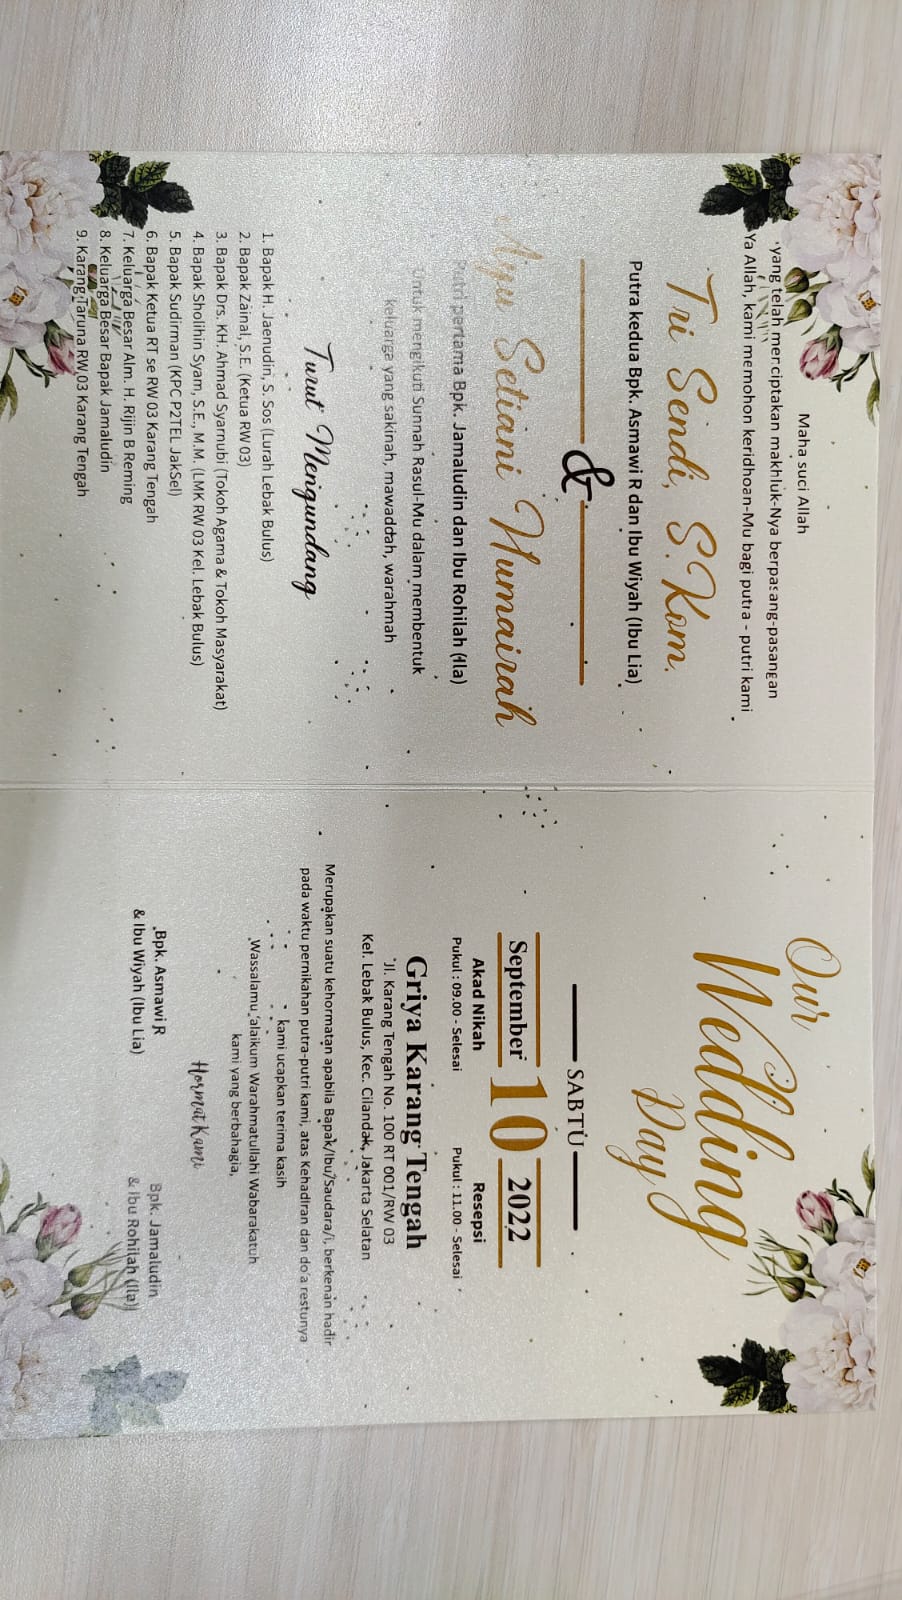 Maha suci Allah
yang telah menciptakan makhluk-Nya berpasang-pasangan
Ya Allah, kami memohon keridhoan-Mu bagi putra - putri kami
Tri Sendi, S.Kom.
Putra kedua Bpk. Asmawi R dan Ibu Wiyah (Ibu Lia)
&
Ayu Setiani Humairah
Putri pertama Bpk. Jamaludin dan Ibu Rohilah (Ila)
Untuk mengikuti Sunnah Rasul-Mu dalam membentuk
keluarga yang sakinah, mawaddah, warahmah
Turut Mengundang
1. Bapak H. Jaenudin, S. Sos (Lurah Lebak Bulus)
2. Bapak Zainal, S.E. (Ketua RW 03)
3. Bapak Drs. KH. Ahmad Syarnubi (Tokoh Agama & Tokoh Masyarakat)
4. Bapak Sholihin Syam, S.E., M.M. (LMK RW 03 Kel. Lebak Bulus)
5. Bapak Sudirman (KPC P2TEL JakSel)
6. Bapak Ketua RT se RW 03 Karang Tengah
7. Keluarga Besar Alm. H. Rijin B Reming
8. Keluarga Besar Bapak Jamaludin
9. Karang Taruna RW 03 Karang Tengah
Our
Wedding
Day
SABTU
September 10 2022
Akad Nikah
Pukul : 09.00 - Selesai
Resepsi
Pukul : 11.00 - Selesai
Griya Karang Tengah
Jl. Karang Tengah No. 100 RT 001/RW 03
Kel. Lebak Bulus, Kec. Cilandak, Jakarta Selatan
Merupakan suatu kehormatan apabila Bapak/Ibu/Saudara/i, berkenan hadir
pada waktu pernikahan putra-putri kami, atas Kehadiran dan do'a restunya
kami ucapkan terima kasih
Wassalamu 'alaikum Warahmatullahi Wabarakatuh
kami yang berbahagia,
Hormat Kami
Bpk. Asmawi R
& Ibu Wiyah (Ibu Lia)
Bpk. Jamaludin
& Ibu Rohilah (Ila)